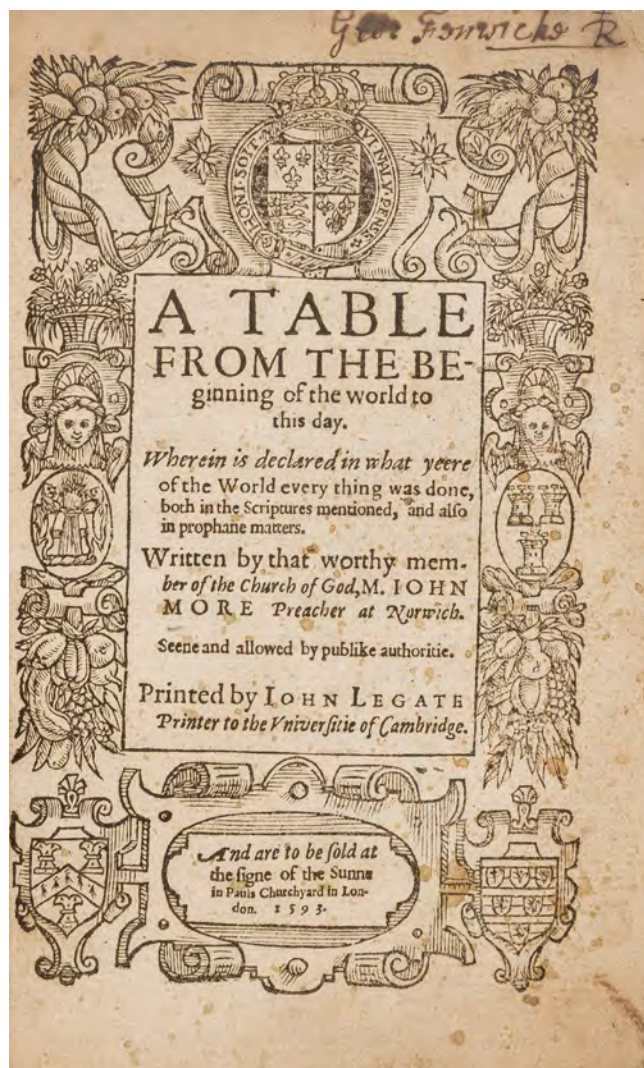 Geor Fenwicke
HONI·SOIT·
QVI·MALY·PENSE
A TABLE
FROM THE BE-
ginning of the world to
this day.
Wherein is declared in what yeere
of the World every thing was done,
both in the Scriptures mentioned, and also
in prophane matters.
Written by that worthy mem-
ber of the Church of God, M. IOHN
MORE Preacher at Norwich.
Seene and allowed by publike authoritie.
Printed by IOHN LEGATE
Printer to the Vniversitie of Cambridge.
And are to be sold at
the signe of the Sunne
in Pauls Churchyard in Lon-
don. 1593.